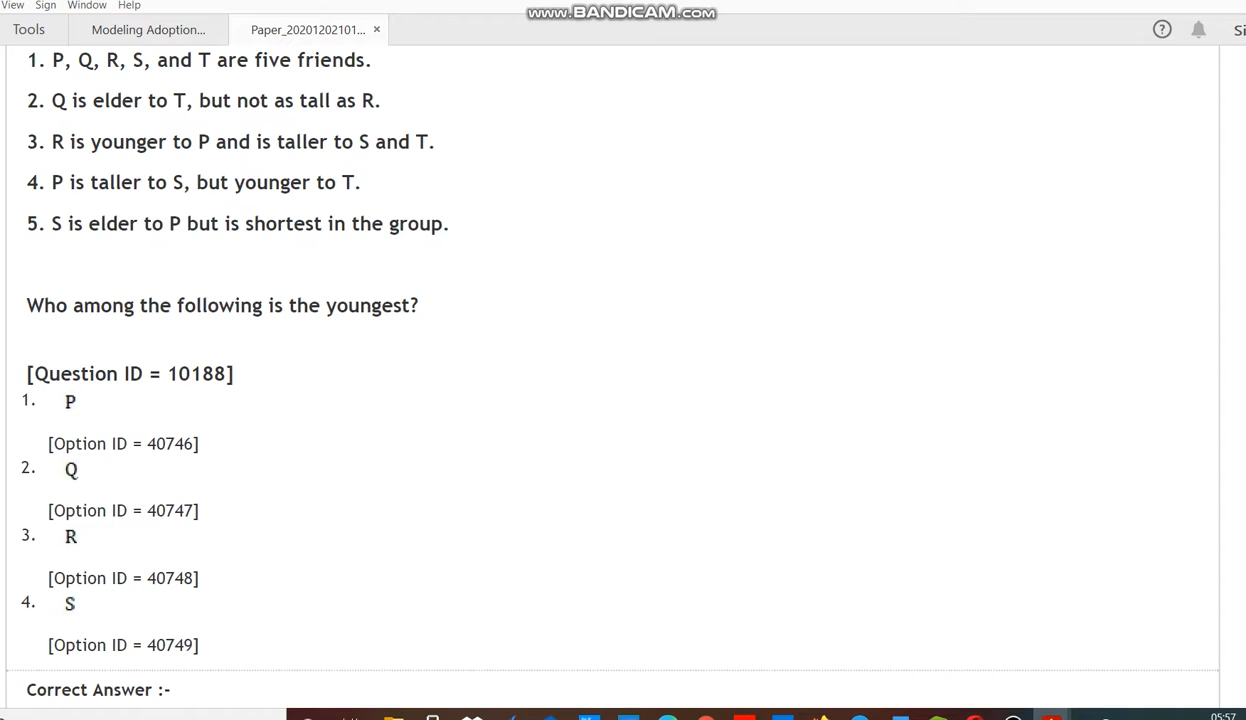 View Sign Window Help
www.BANDICAM.com
Tools Modeling Adoption... Paper_20201202101... ×
1. P, Q, R, S, and T are five friends.
2. Q is elder to T, but not as tall as R.
3. R is younger to P and is taller to S and T.
4. P is taller to S, but younger to T.
5. S is elder to P but is shortest in the group.
Who among the following is the youngest?
[Question ID = 10188]
1. P
[Option ID = 40746]
2. Q
[Option ID = 40747]
3. R
[Option ID = 40748]
4. S
[Option ID = 40749]
Correct Answer :-
05:57